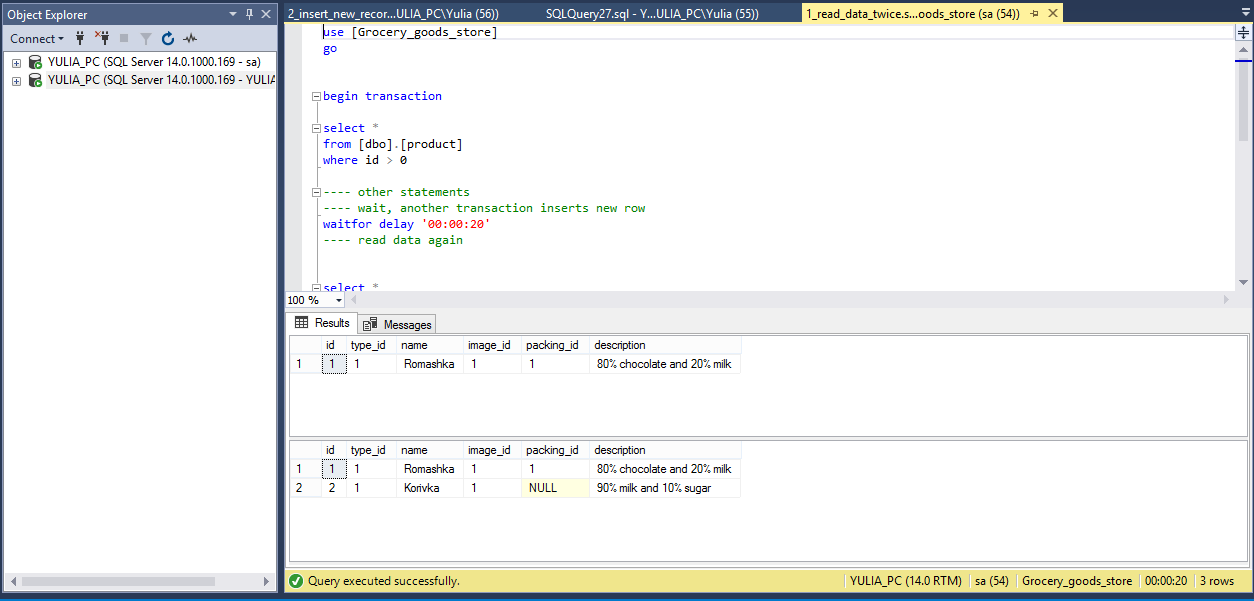 Object Explorer
Connect
YULIA_PC (SQL Server 14.0.1000.169 - sa)
YULIA_PC (SQL Server 14.0.1000.169 - YULIA
2_insert_new_recor...ULIA_PC\Yulia (56))
SQLQuery27.sql - Y...ULIA_PC\Yulia (55))
1_read_data_twice.s...oods_store (sa (54))
use [Grocery_goods_store]
go
begin transaction
select *
from [dbo].[product]
where id > 0
---- other statements
---- wait, another transaction inserts new row
waitfor delay '00:00:20'
---- read data again
select *
100 %
Results Messages
id type_id name image_id packing_id description
1 1 1 Romashka 1 1 80% chocolate and 20% milk
id type_id name image_id packing_id description
1 1 1 Romashka 1 1 80% chocolate and 20% milk
2 2 1 Korivka 1 NULL 90% milk and 10% sugar
Query executed successfully. YULIA_PC (14.0 RTM) sa (54) Grocery_goods_store 00:00:20 3 rows